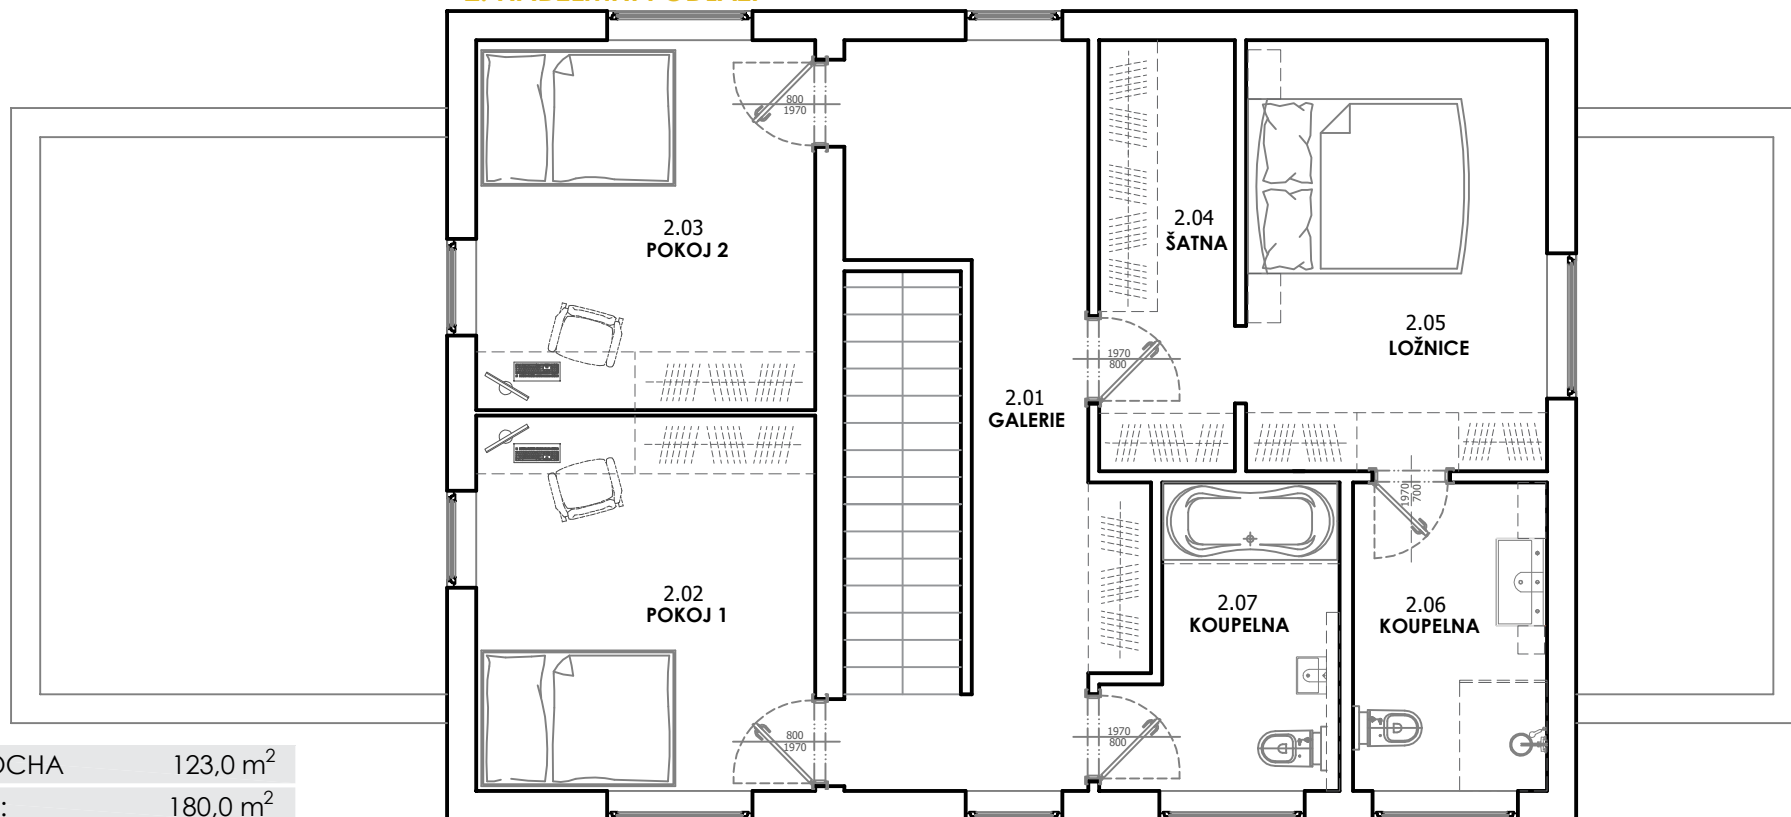 800
1970
2.03
POKOJ 2
2.04
ŠATNA
2.05
LOŽNICE
1970
800
2.01
GALERIE
1970
700
2.02
POKOJ 1
2.07
KOUPELNA
2.06
KOUPELNA
800
1970
1970
800
123,0 m²
180,0 m²